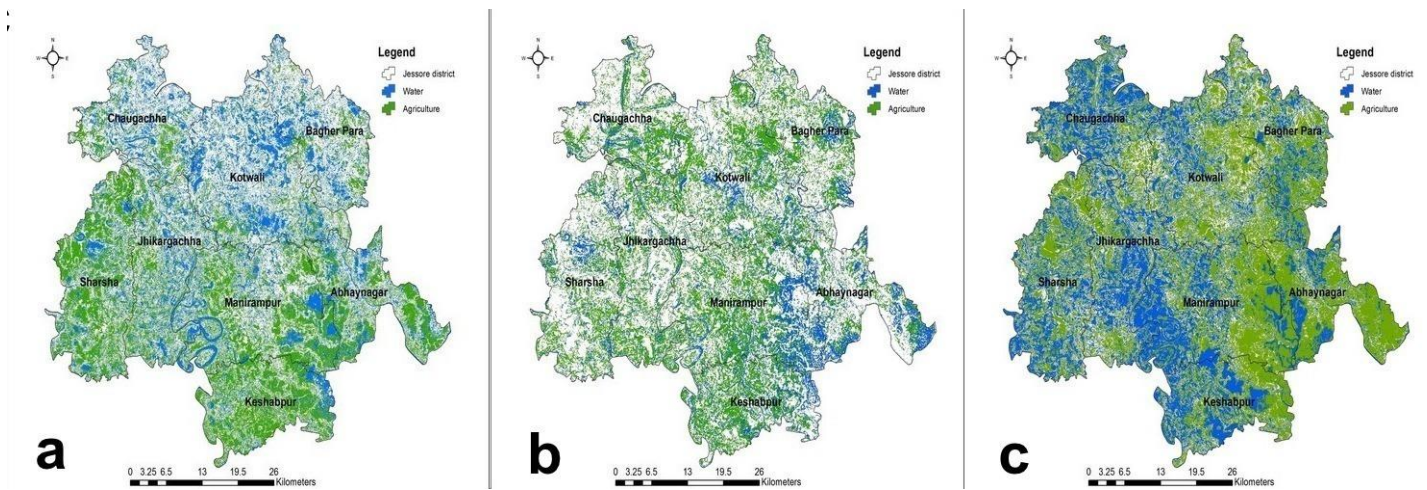 N
W E
S
Legend
Jessore district
Water
Agriculture
Chaugachha
Bagher Para
Kotwali
Jhikargachha
Sharsha
Manirampur
Abhaynagar
Keshabpur
a
0 3.25 6.5 13 19.5 26
Kilometers
N
W E
S
Legend
Jessore district
Water
Agriculture
Chaugachha
Bagher Para
Kotwali
Jhikargachha
Sharsha
Manirampur
Abhaynagar
Keshabpur
b
0 3.25 6.5 13 19.5 26
Kilometers
N
W E
S
Legend
Jessore district
Water
Agriculture
Chaugachha
Bagher Para
Kotwali
Jhikargachha
Sharsha
Manirampur
Abhaynagar
Keshabpur
c
0 3.25 6.5 13 19.5 26
Kilometers